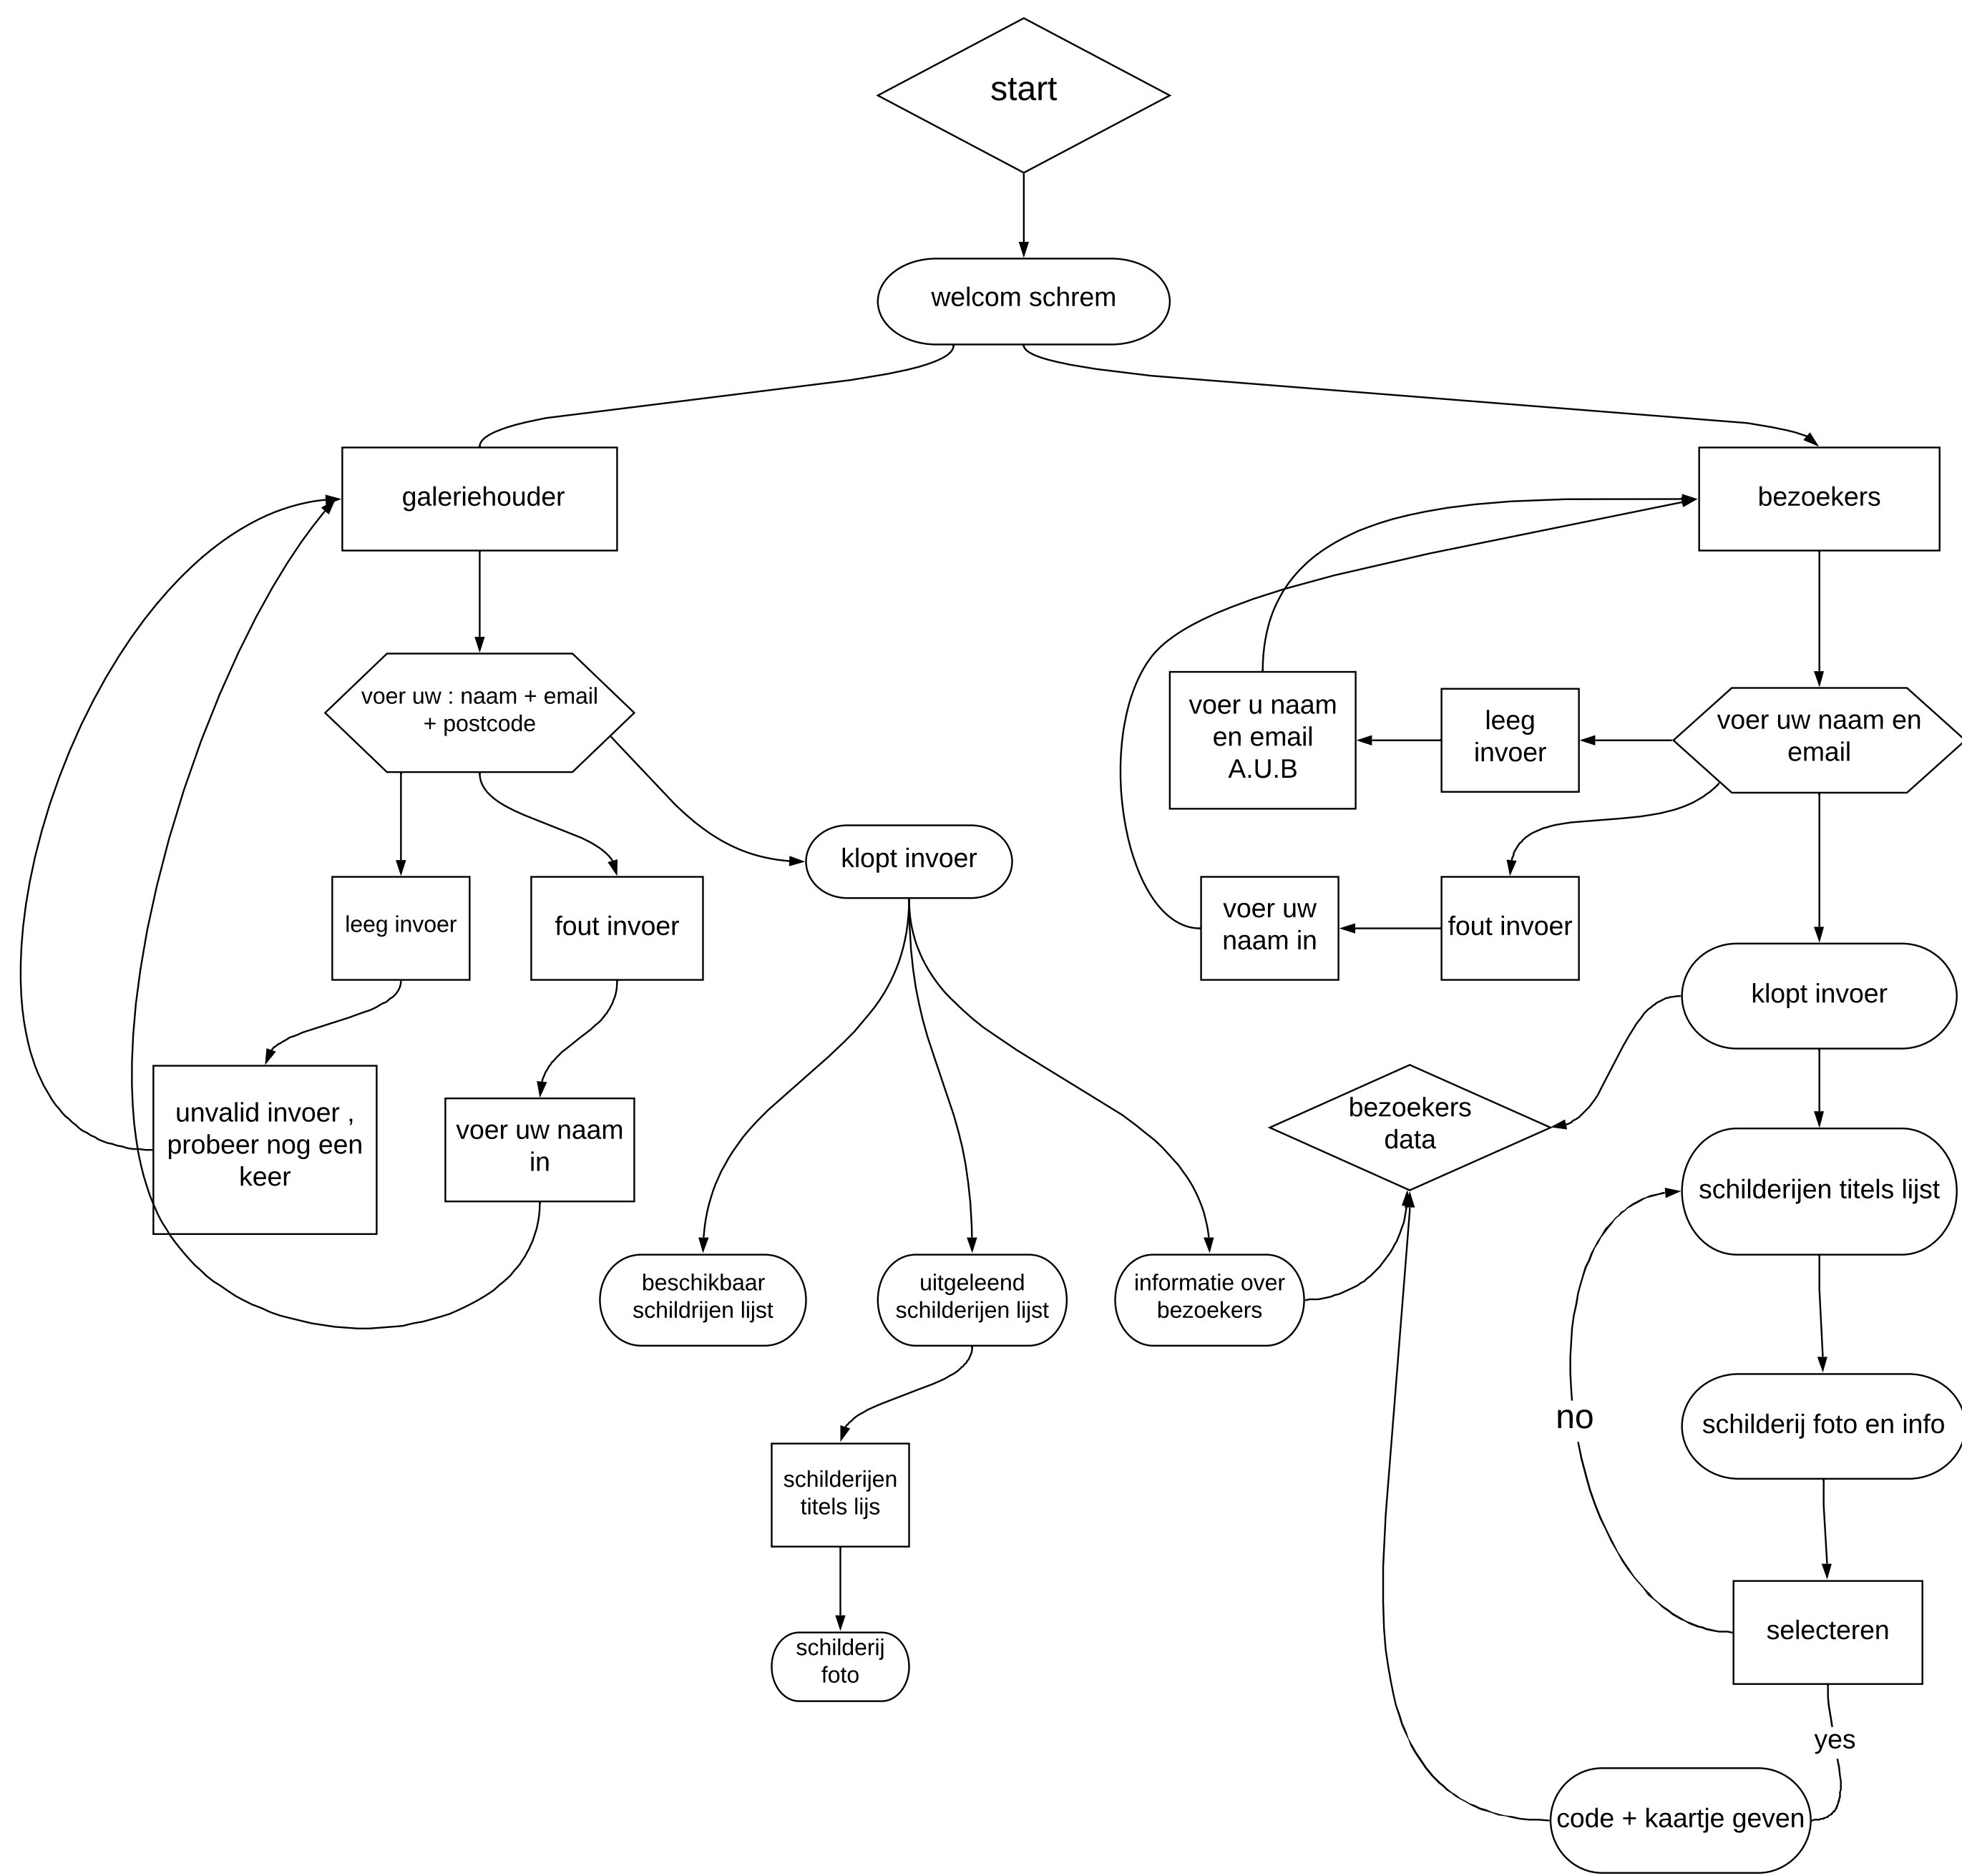 start
welcom schrem
galeriehouder
bezoekers
voer uw : naam + email
+ postcode
voer u naam
en email
A.U.B
leeg
invoer
voer uw naam en
email
klopt invoer
leeg invoer
fout invoer
voer uw
naam in
fout invoer
klopt invoer
unvalid invoer ,
probeer nog een
keer
voer uw naam
in
bezoekers
data
schilderijen titels lijst
beschikbaar
schildrijen lijst
uitgeleend
schilderijen lijst
informatie over
bezoekers
no
schilderij foto en info
schilderijen
titels lijs
selecteren
schilderij
foto
yes
code + kaartje geven